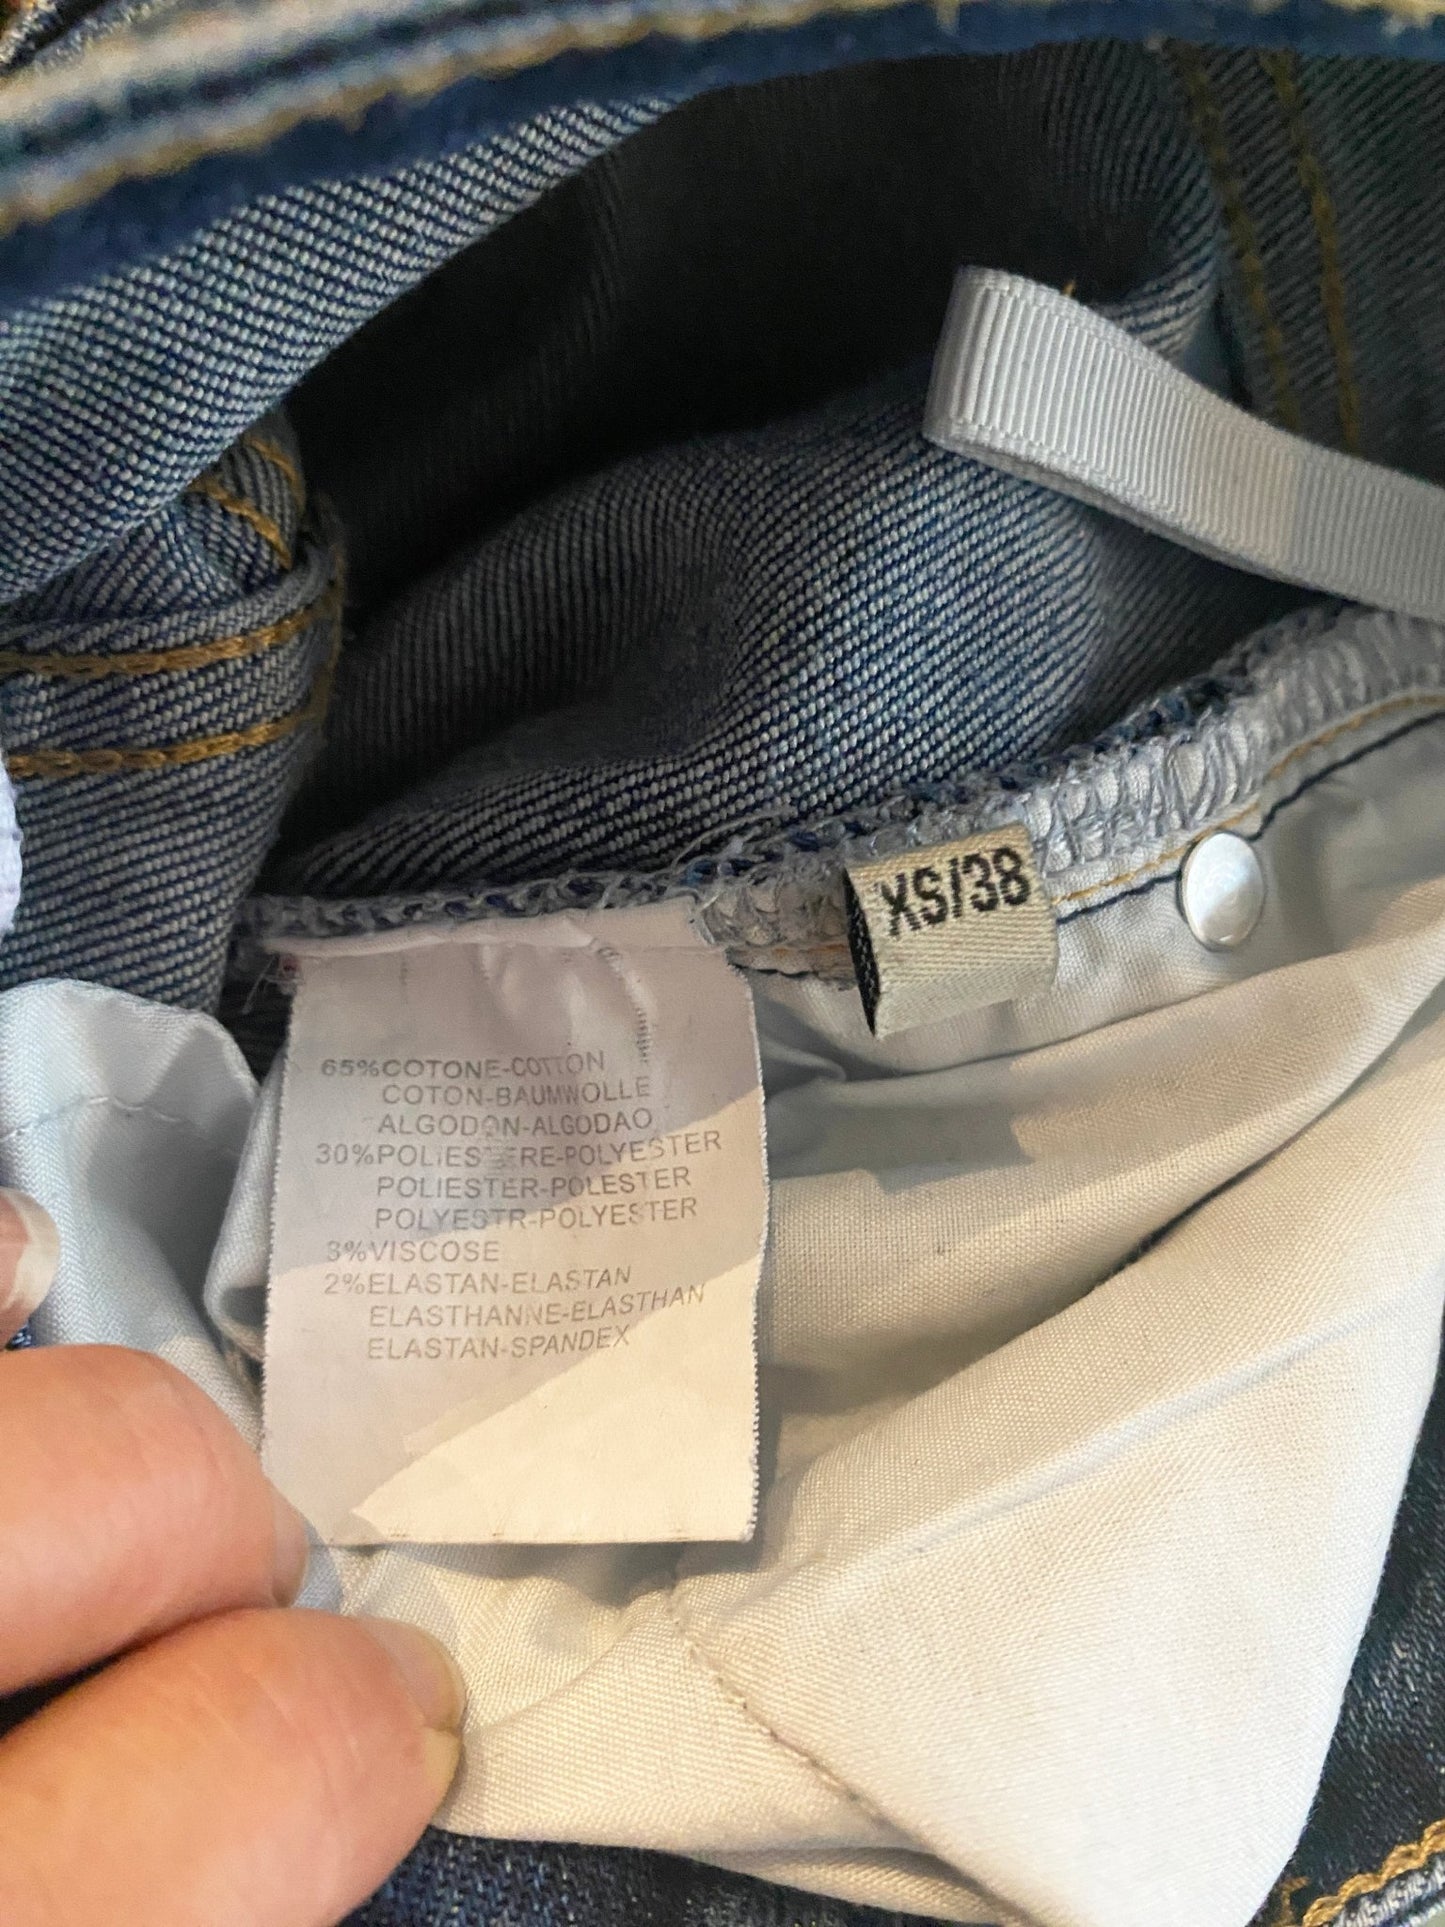 XS/38
65%COTONE-COTTON
COTON-BAUMWOLLE
ALGODON-ALGODAO
30%POLIESTERE-POLYESTER
POLIESTER-POLESTER
POLYESTR-POLYESTER
3%VISCOSE
2%ELASTAN-ELASTAN
ELASTHANNE-ELASTHAN
ELASTAN-SPANDEX